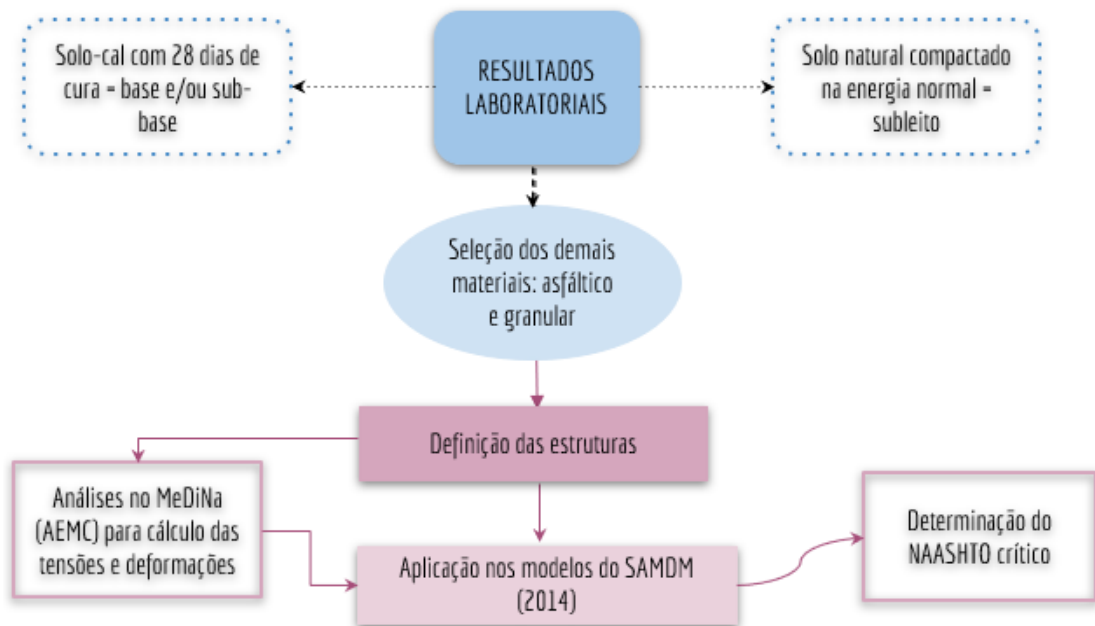 Solo-cal com 28 dias de
cura = base e/ou sub-
base
RESULTADOS
LABORATORIAIS
Solo natural compactado
na energia normal =
subleito
Seleção dos demais
materiais: asfáltico
e granular
Definição das estruturas
Análises no MeDiNa
(AEMC) para cálculo das
tensões e deformações
Aplicação nos modelos do SAMDM
(2014)
Determinação do
NAASHTO crítico